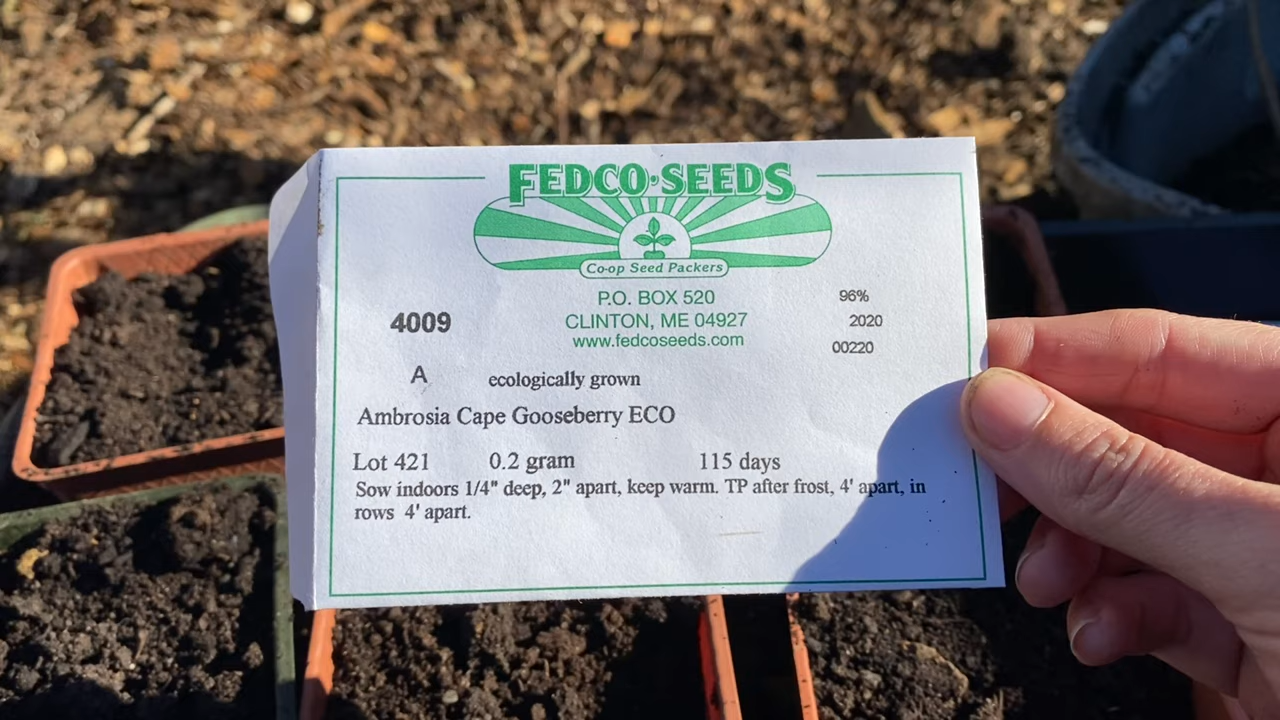 FEDCO·SEEDS
Co-op Seed Packers
P.O. BOX 520
CLINTON, ME 04927
www.fedcoseeds.com
96%
2020
00220
4009
A
ecologically grown
Ambrosia Cape Gooseberry ECO
Lot 421 0.2 gram 115 days
Sow indoors 1/4" deep, 2" apart, keep warm. TP after frost, 4' apart, in
rows 4' apart.